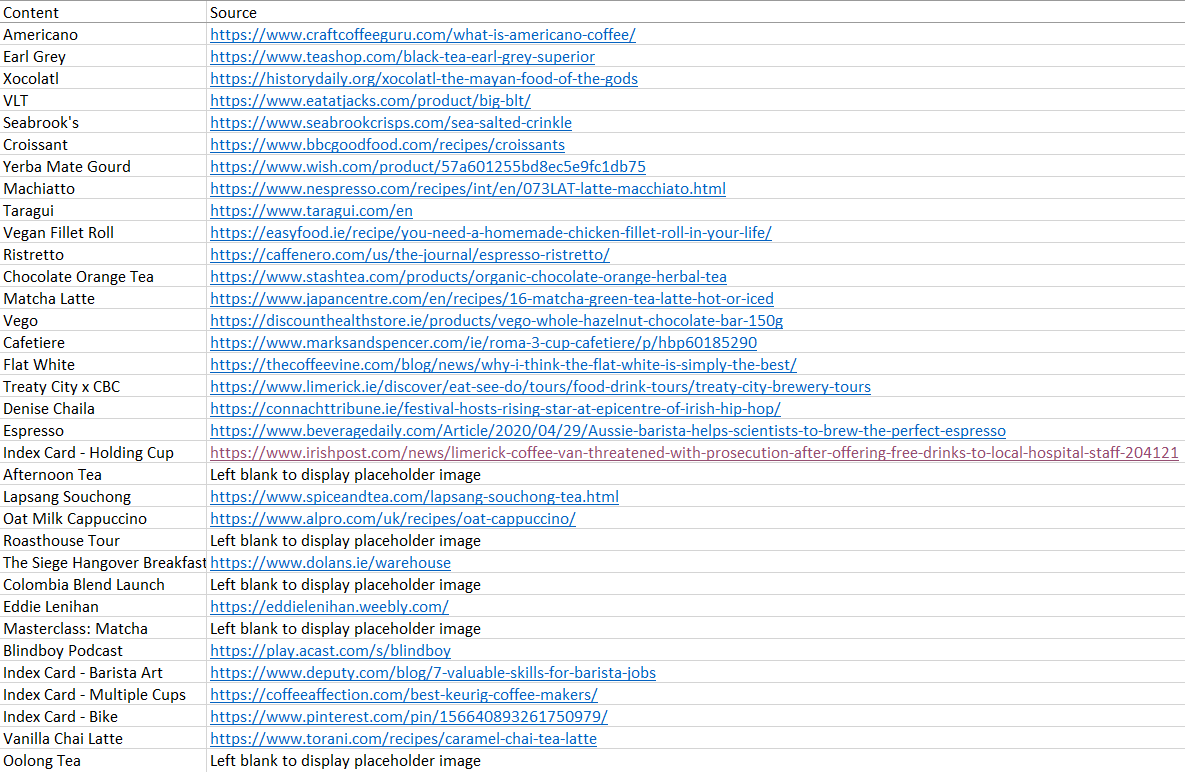 Content Source
Americano https://www.craftcoffeeguru.com/what-is-americano-coffee/
Earl Grey https://www.teashop.com/black-tea-earl-grey-superior
Xocolatl https://historydaily.org/xocolatl-the-mayan-food-of-the-gods
VLT https://www.eatatjacks.com/product/big-blt/
Seabrook's https://www.seabrookcrisps.com/sea-salted-crinkle
Croissant https://www.bbcgoodfood.com/recipes/croissants
Yerba Mate Gourd https://www.wish.com/product/57a601255bd8ec5e9fc1db75
Machiatto https://www.nespresso.com/recipes/int/en/073LAT-latte-macchiato.html
Taragui https://www.taragui.com/en
Vegan Fillet Roll https://easyfood.ie/recipe/you-need-a-homemade-chicken-fillet-roll-in-your-life/
Ristretto https://caffenero.com/us/the-journal/espresso-ristretto/
Chocolate Orange Tea https://www.stashtea.com/products/organic-chocolate-orange-herbal-tea
Matcha Latte https://www.japancentre.com/en/recipes/16-matcha-green-tea-latte-hot-or-iced
Vego https://discounthealthstore.ie/products/vego-whole-hazelnut-chocolate-bar-150g
Cafetiere https://www.marksandspencer.com/ie/roma-3-cup-cafetiere/p/hbp60185290
Flat White https://thecoffeevine.com/blog/news/why-i-think-the-flat-white-is-simply-the-best/
Treaty City x CBC https://www.limerick.ie/discover/eat-see-do/tours/food-drink-tours/treaty-city-brewery-tours
Denise Chaila https://connachttribune.ie/festival-hosts-rising-star-at-epicentre-of-irish-hip-hop/
Espresso https://www.beveragedaily.com/Article/2020/04/29/Aussie-barista-helps-scientists-to-brew-the-perfect-espresso
Index Card - Holding Cup https://www.irishpost.com/news/limerick-coffee-van-threatened-with-prosecution-after-offering-free-drinks-to-local-hospital-staff-204121
Afternoon Tea Left blank to display placeholder image
Lapsang Souchong https://www.spiceandtea.com/lapsang-souchong-tea.html
Oat Milk Cappuccino https://www.alpro.com/uk/recipes/oat-cappuccino/
Roasthouse Tour Left blank to display placeholder image
The Siege Hangover Breakfast https://www.dolans.ie/warehouse
Colombia Blend Launch Left blank to display placeholder image
Eddie Lenihan https://eddielenihan.weebly.com/
Masterclass: Matcha Left blank to display placeholder image
Blindboy Podcast https://play.acast.com/s/blindboy
Index Card - Barista Art https://www.deputy.com/blog/7-valuable-skills-for-barista-jobs
Index Card - Multiple Cups https://coffeeaffection.com/best-keurig-coffee-makers/
Index Card - Bike https://www.pinterest.com/pin/156640893261750979/
Vanilla Chai Latte https://www.torani.com/recipes/caramel-chai-tea-latte
Oolong Tea Left blank to display placeholder image